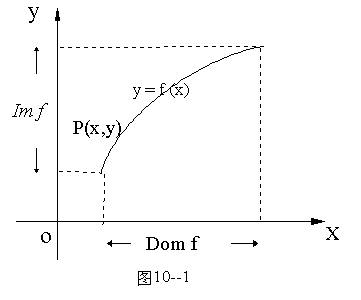 y
Im f
y = f (x)
P(x,y)
o
x
Dom f
图10--1